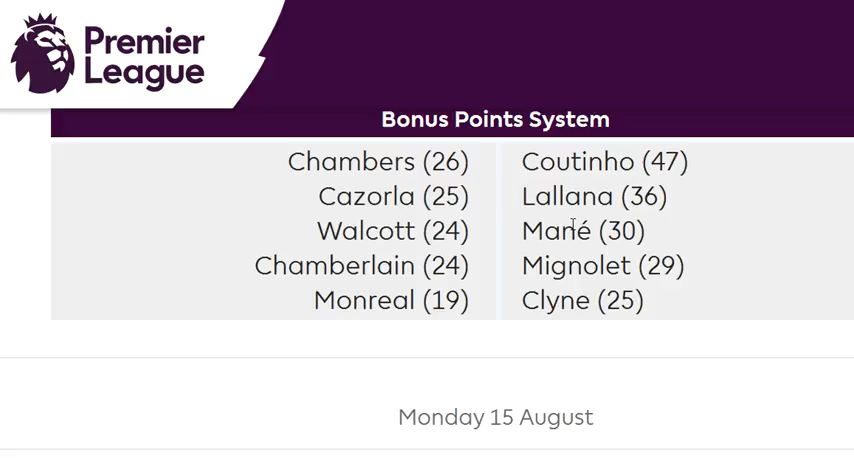 Premier
League
Bonus Points System
Chambers (26) Coutinho (47)
Cazorla (25) Lallana (36)
Walcott (24) Mané (30)
Chamberlain (24) Mignolet (29)
Monreal (19) Clyne (25)
Monday 15 August